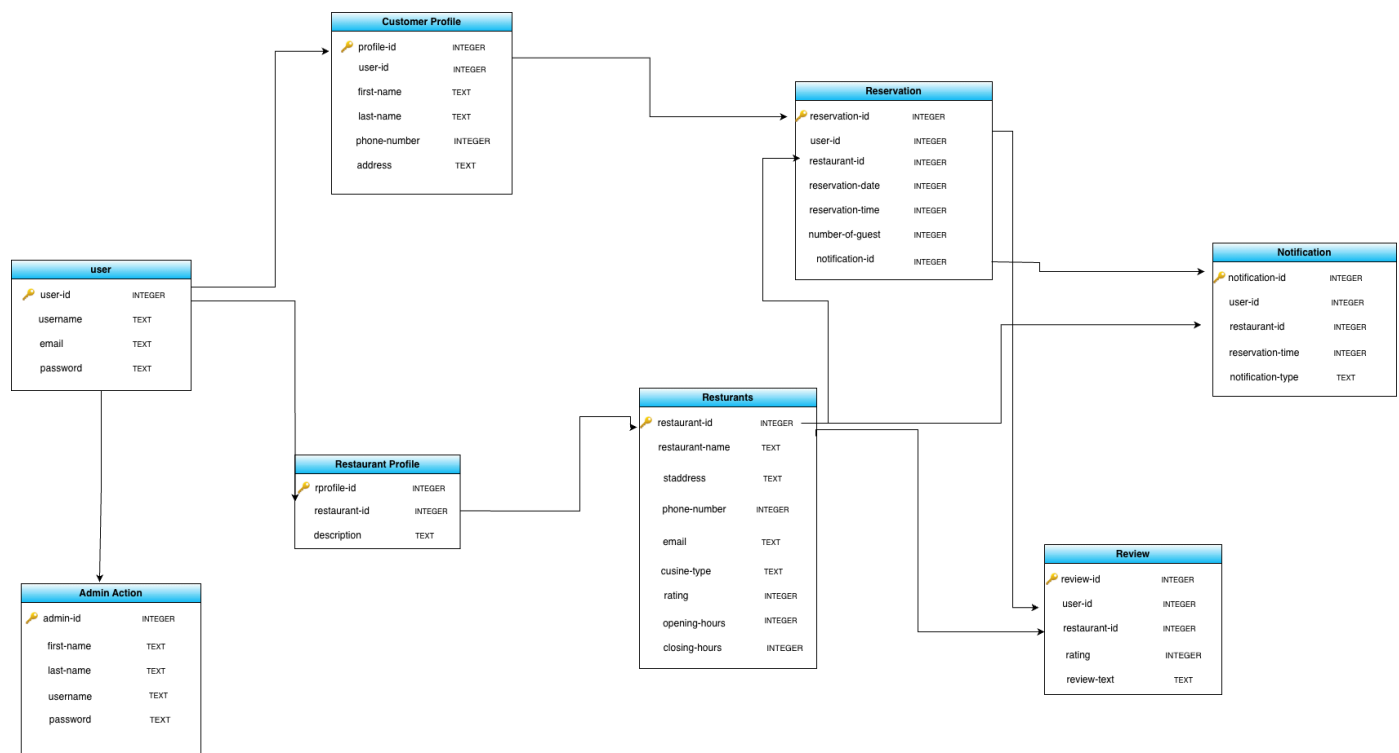 Customer Profile
profile-id INTEGER
user-id INTEGER
first-name TEXT
last-name TEXT
phone-number INTEGER
address TEXT
Reservation
reservation-id INTEGER
user-id INTEGER
restaurant-id INTEGER
reservation-date INTEGER
reservation-time INTEGER
number-of-guest INTEGER
notification-id INTEGER
Notification
notification-id INTEGER
user-id INTEGER
restaurant-id INTEGER
reservation-time INTEGER
notification-type TEXT
user
user-id INTEGER
username TEXT
email TEXT
password TEXT
Resturants
restaurant-id INTEGER
restaurant-name TEXT
staddress TEXT
phone-number INTEGER
email TEXT
cusine-type TEXT
rating INTEGER
opening-hours INTEGER
closing-hours INTEGER
Restaurant Profile
rprofile-id INTEGER
restaurant-id INTEGER
description TEXT
Review
review-id INTEGER
user-id INTEGER
restaurant-id INTEGER
rating INTEGER
review-text TEXT
Admin Action
admin-id INTEGER
first-name TEXT
last-name TEXT
username TEXT
password TEXT